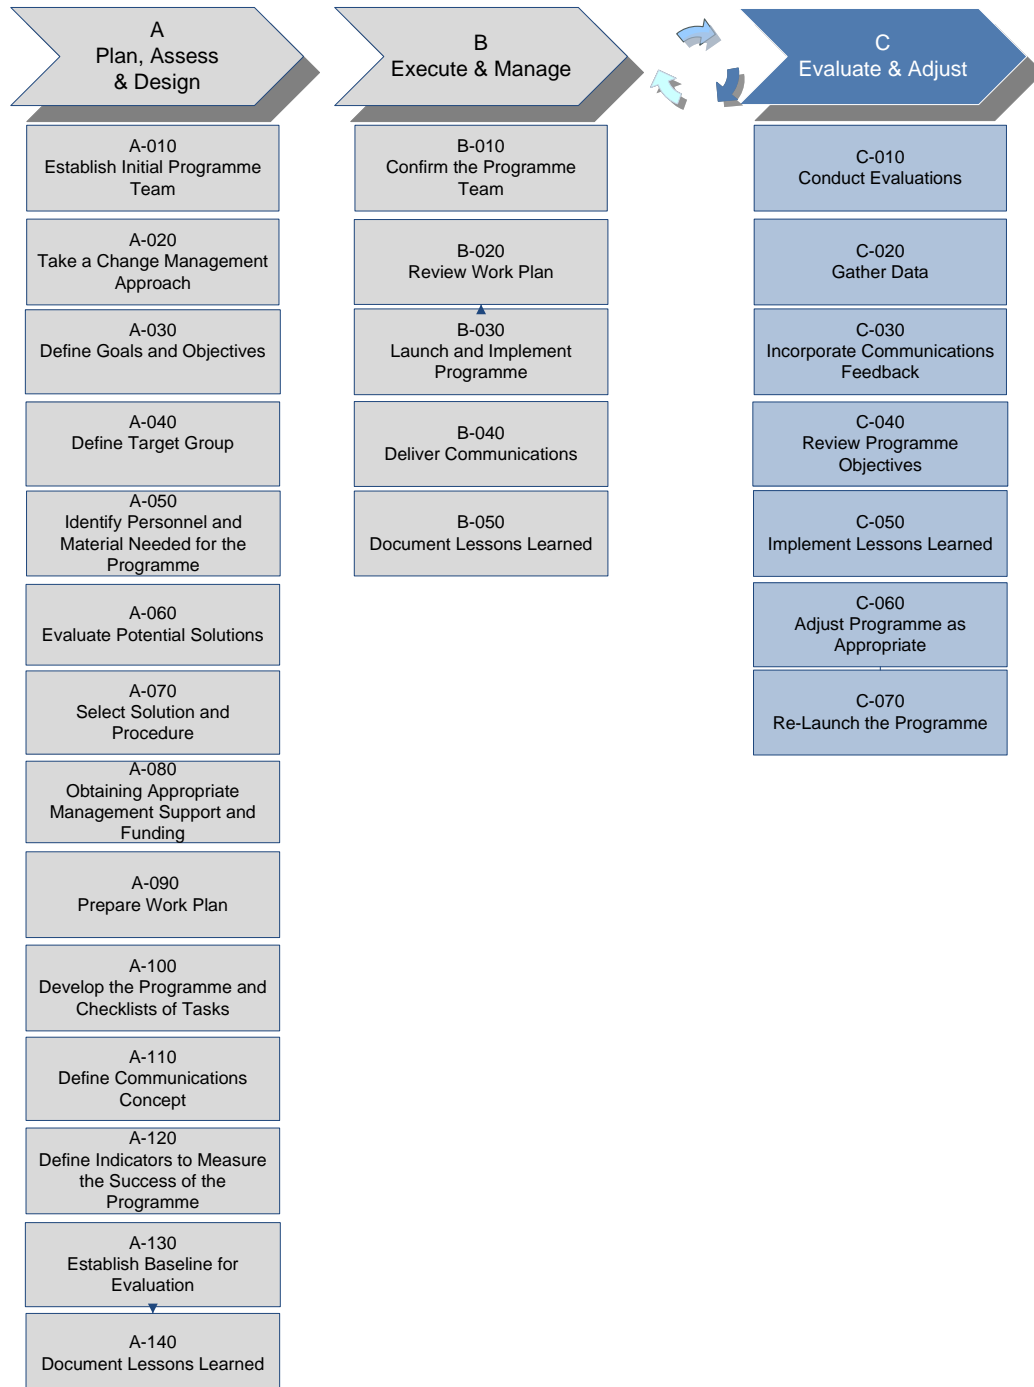 A
Plan, Assess
& Design
A-010
Establish Initial Programme
Team
A-020
Take a Change Management
Approach
A-030
Define Goals and Objectives
A-040
Define Target Group
A-050
Identify Personnel and
Material Needed for the
Programme
A-060
Evaluate Potential Solutions
A-070
Select Solution and
Procedure
A-080
Obtaining Appropriate
Management Support and
Funding
A-090
Prepare Work Plan
A-100
Develop the Programme and
Checklists of Tasks
A-110
Define Communications
Concept
A-120
Define Indicators to Measure
the Success of the
Programme
A-130
Establish Baseline for
Evaluation
A-140
Document Lessons Learned
B
Execute & Manage
B-010
Confirm the Programme
Team
B-020
Review Work Plan
B-030
Launch and Implement
Programme
B-040
Deliver Communications
B-050
Document Lessons Learned
C
Evaluate & Adjust
C-010
Conduct Evaluations
C-020
Gather Data
C-030
Incorporate Communications
Feedback
C-040
Review Programme
Objectives
C-050
Implement Lessons Learned
C-060
Adjust Programme as
Appropriate
C-070
Re-Launch the Programme